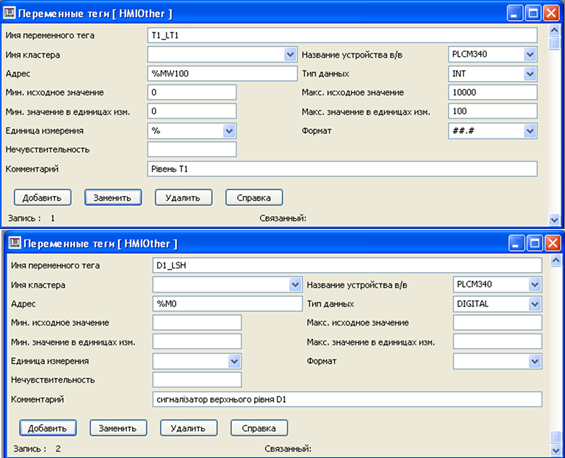 Переменные теги [ HMIOther ]
Имя переменного тега T1_LT1
Имя кластера Название устройства в/в PLCM340
Адрес %MW100 Тип данных INT
Мин. исходное значение 0 Макс. исходное значение 10000
Мин. значение в единицах изм. 0 Макс. значение в единицах изм. 100
Единица измерения % Формат ##.#
Нечувствительность
Комментарий Рівень T1
Добавить Заменить Удалить Справка
Запись : 1 Связанный:
Переменные теги [ HMIOther ]
Имя переменного тега D1_LSH
Имя кластера Название устройства в/в PLCM340
Адрес %M0 Тип данных DIGITAL
Мин. исходное значение Макс. исходное значение
Мин. значение в единицах изм. Макс. значение в единицах изм.
Единица измерения Формат
Нечувствительность
Комментарий сигналізатор верхнього рівня D1
Добавить Заменить Удалить Справка
Запись : 2 Связанный: